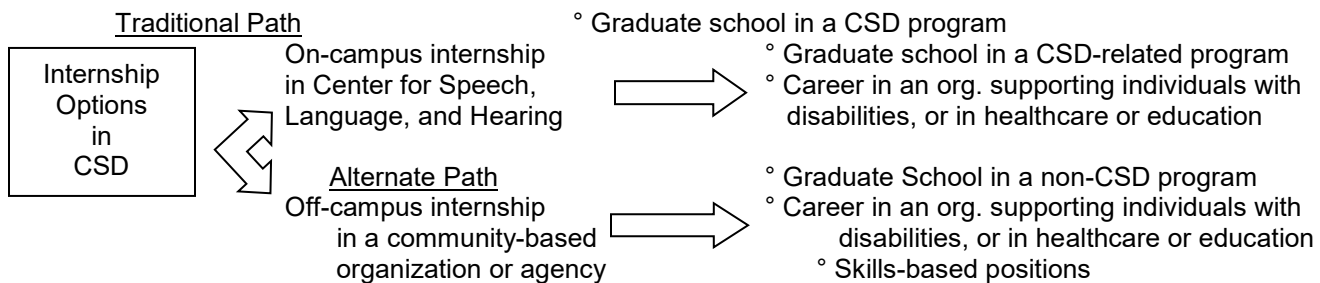 Traditional Path
° Graduate school in a CSD program
Internship
Options
in
CSD
On-campus internship
in Center for Speech,
Language, and Hearing
° Graduate school in a CSD-related program
° Career in an org. supporting individuals with
disabilities, or in healthcare or education
Alternate Path
Off-campus internship
in a community-based
organization or agency
° Graduate School in a non-CSD program
° Career in an org. supporting individuals with
disabilities, or in healthcare or education
° Skills-based positions